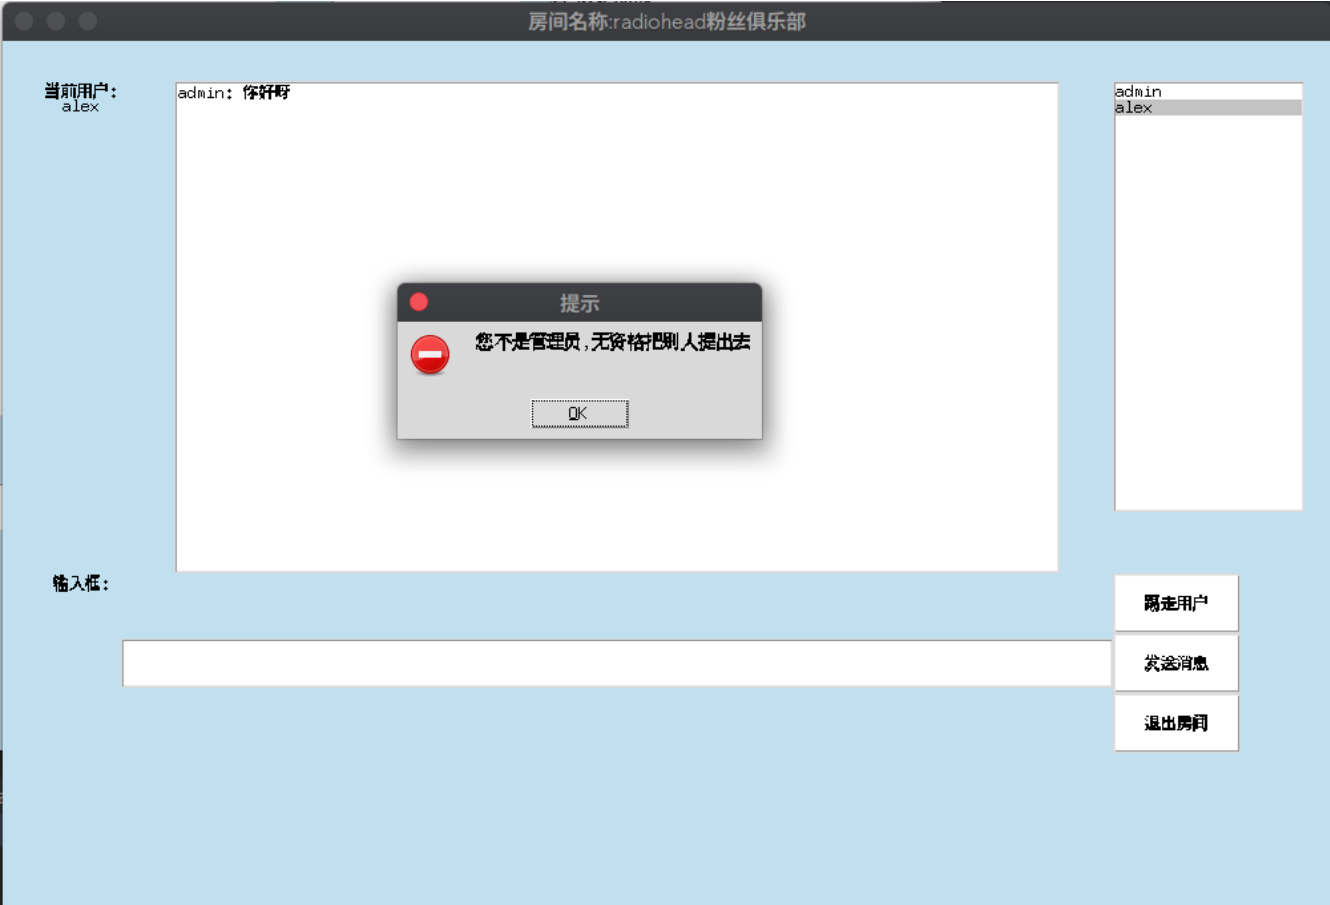 房间名称:radiohead粉丝俱乐部
当前用户:
alex
admin: 你好呀
admin
alex
提示
您不是管理员,无资格把别人提出去
OK
输入框:
踢走用户
发送消息
退出房间